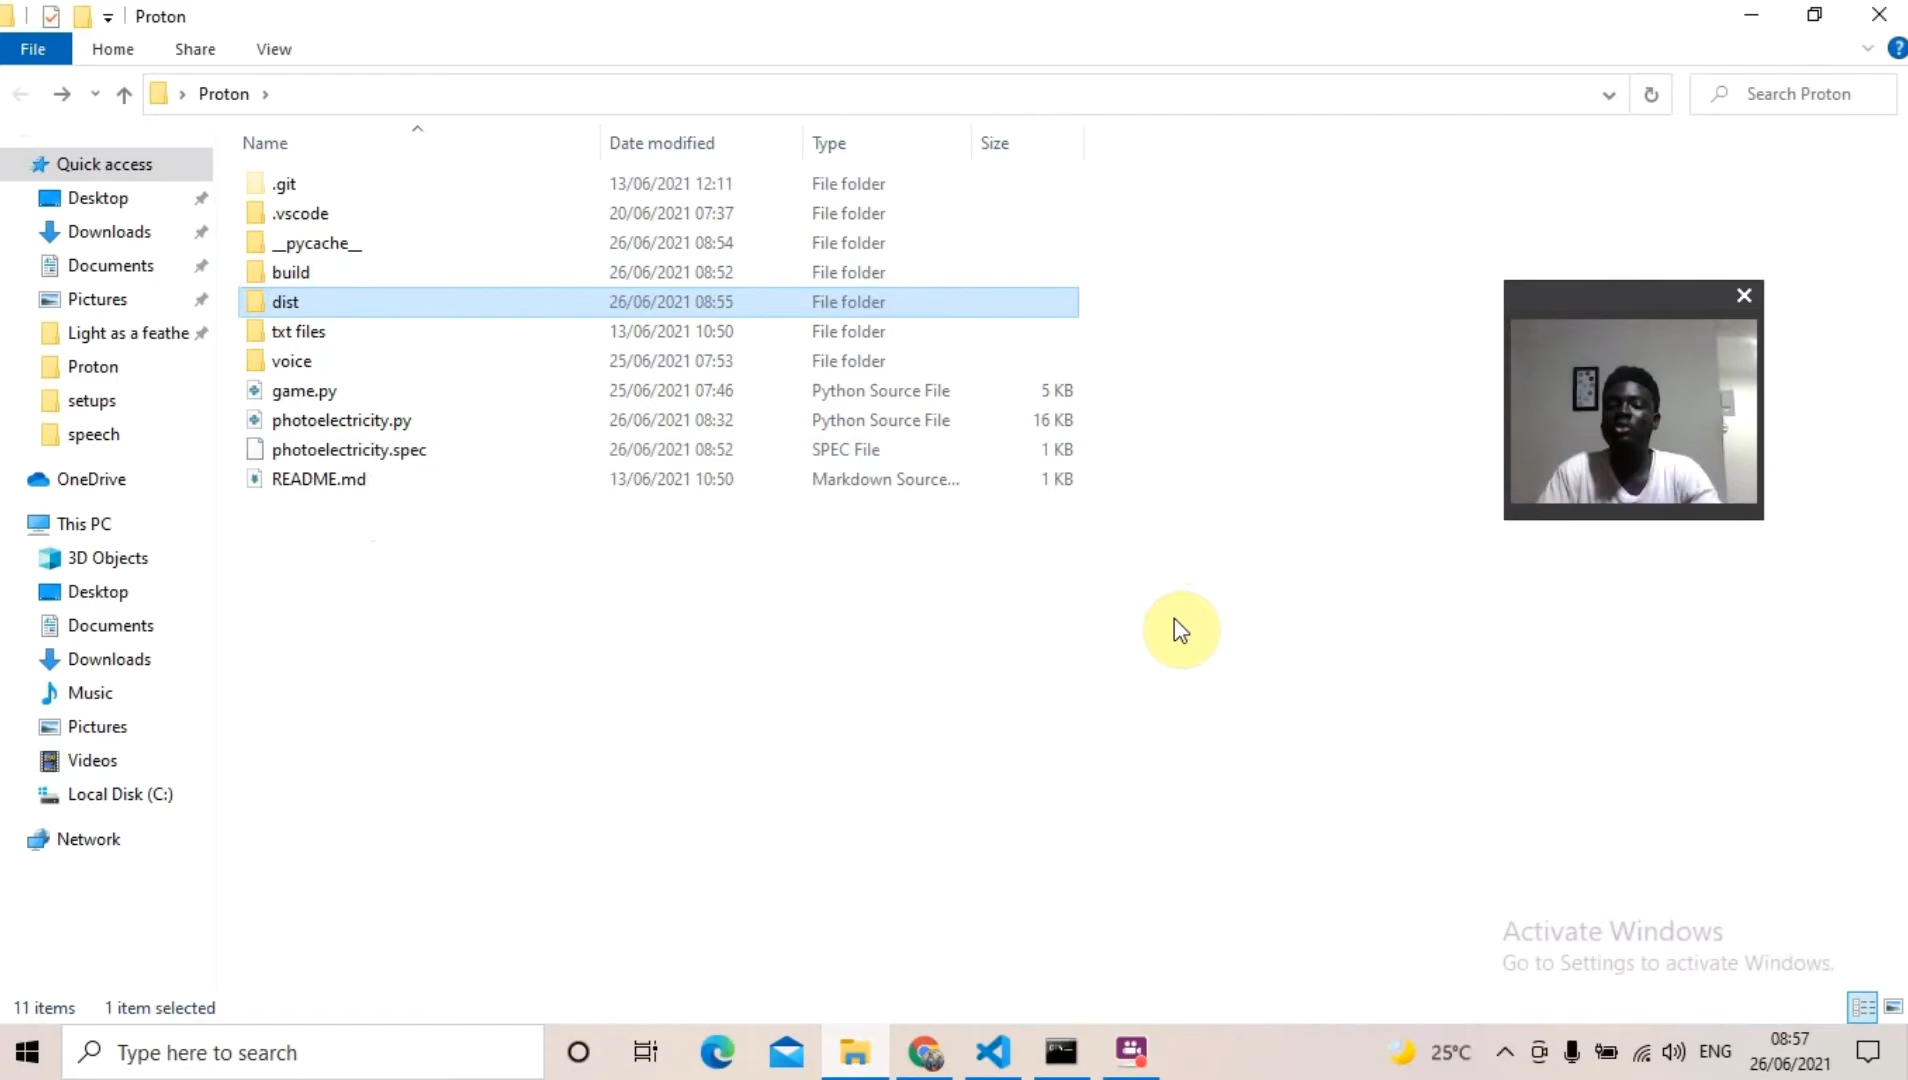 Proton
File Home Share View
Proton
Search Proton
Name Date modified Type Size
Quick access
Desktop
Downloads
Documents
Pictures
Light as a feathe
Proton
setups
speech
OneDrive
This PC
3D Objects
Desktop
Documents
Downloads
Music
Pictures
Videos
Local Disk (C:)
Network
.git 13/06/2021 12:11 File folder
.vscode 20/06/2021 07:37 File folder
__pycache__ 26/06/2021 08:54 File folder
build 26/06/2021 08:52 File folder
dist 26/06/2021 08:55 File folder
txt files 13/06/2021 10:50 File folder
voice 25/06/2021 07:53 File folder
game.py 25/06/2021 07:46 Python Source File 5 KB
photoelectricity.py 26/06/2021 08:32 Python Source File 16 KB
photoelectricity.spec 26/06/2021 08:52 SPEC File 1 KB
README.md 13/06/2021 10:50 Markdown Source... 1 KB
Activate Windows
Go to Settings to activate Windows.
11 items 1 item selected
Type here to search
25°C
ENG
08:57
26/06/2021